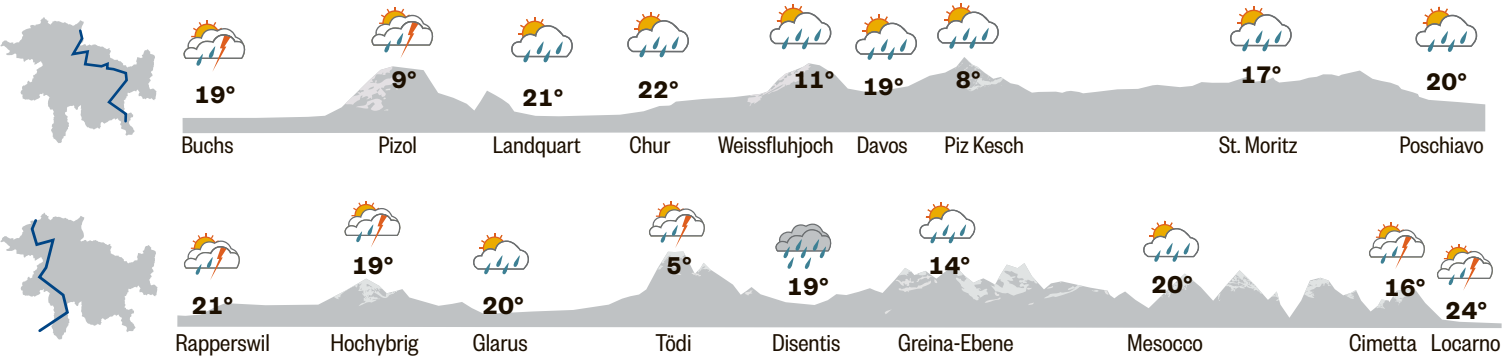 19° 9° 21° 22° 11° 19° 8° 17° 20°
Buchs Pizol Landquart Chur Weissfluhjoch Davos Piz Kesch St. Moritz Poschiavo
21° 19° 20° 5° 19° 14° 20° 16° 24°
Rapperswil Hochybrig Glarus Tödi Disentis Greina-Ebene Mesocco Cimetta Locarno